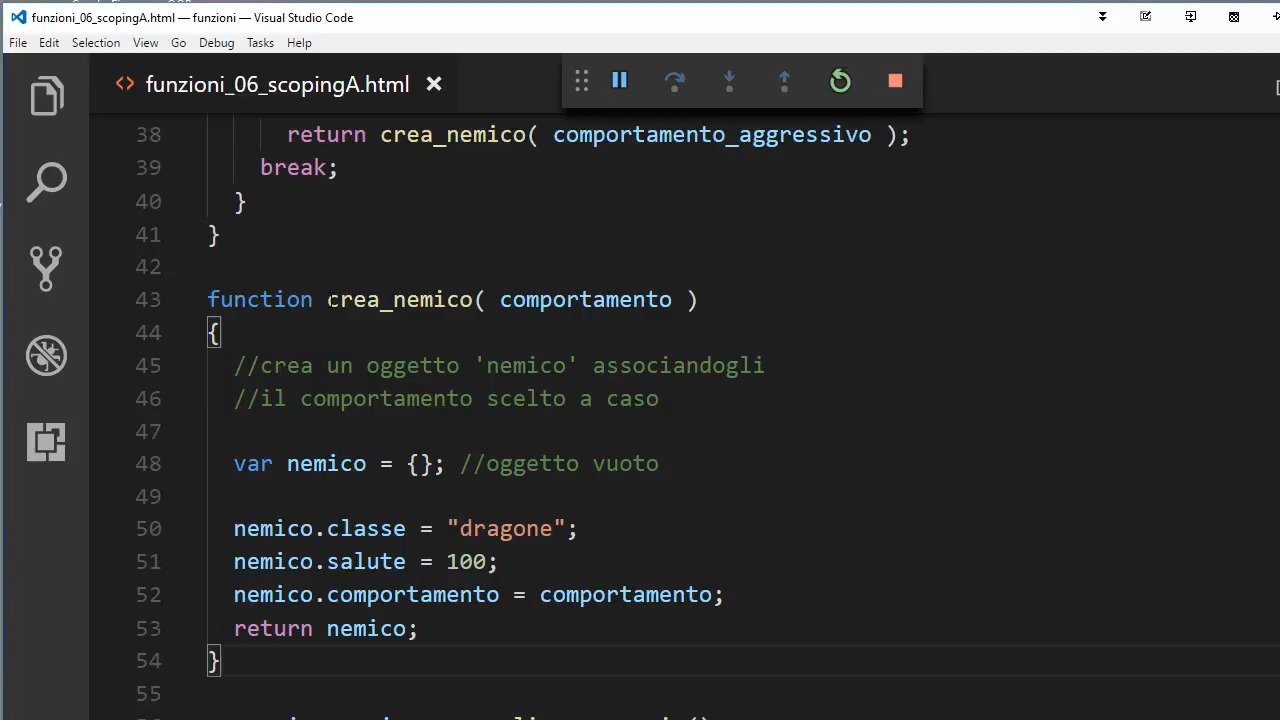 funzioni_06_scopingA.html — funzioni — Visual Studio Code
File Edit Selection View Go Debug Tasks Help
<> funzioni_06_scopingA.html ×
38 return crea_nemico( comportamento_aggressivo );
39 break;
40 }
41 }
42
43 function crea_nemico( comportamento )
44 {
45 //crea un oggetto 'nemico' associandogli
46 //il comportamento scelto a caso
47
48 var nemico = {}; //oggetto vuoto
49
50 nemico.classe = "dragone";
51 nemico.salute = 100;
52 nemico.comportamento = comportamento;
53 return nemico;
54 }
55